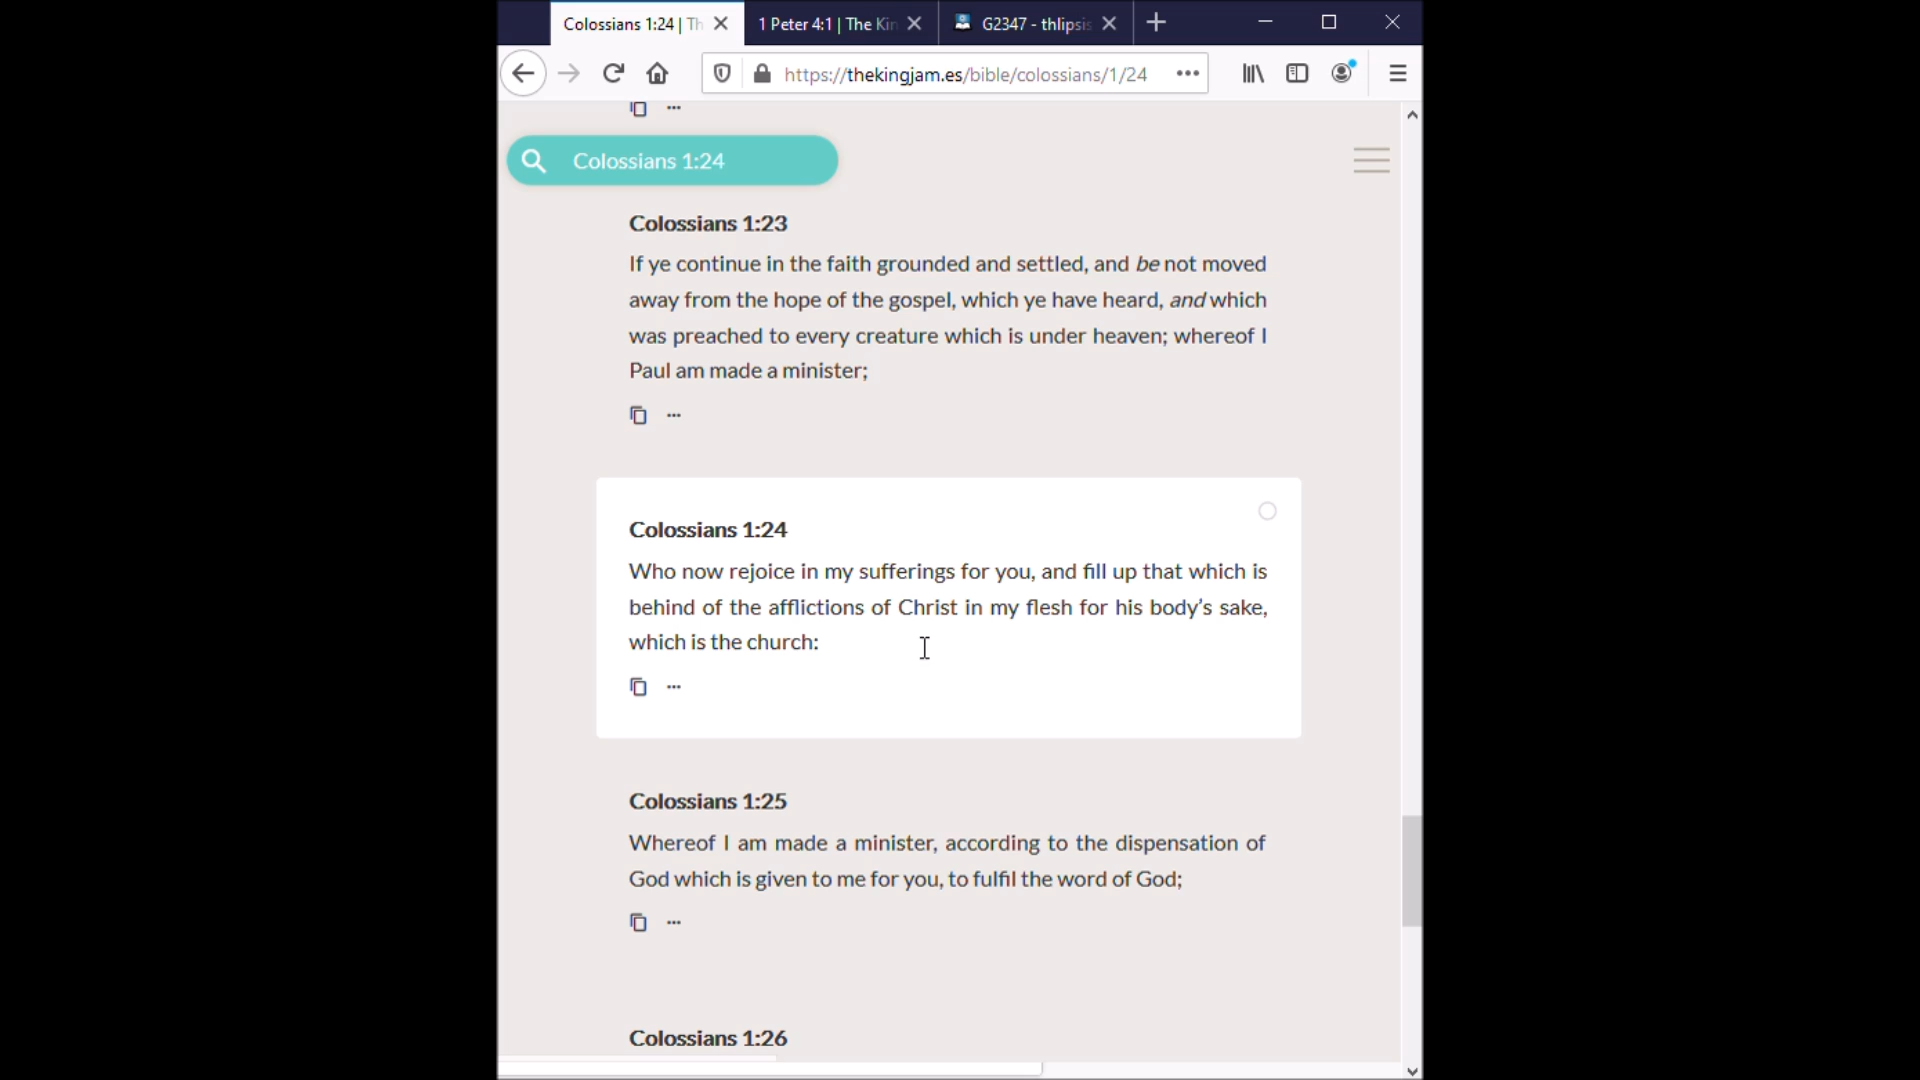 Colossians 1:24 | Th
1 Peter 4:1 | The Kin
G2347 - thlipsis
https://thekingjam.es/bible/colossians/1/24
Colossians 1:24
Colossians 1:23
If ye continue in the faith grounded and settled, and be not moved
away from the hope of the gospel, which ye have heard, and which
was preached to every creature which is under heaven; whereof I
Paul am made a minister;
Colossians 1:24
Who now rejoice in my sufferings for you, and fill up that which is
behind of the afflictions of Christ in my flesh for his body’s sake,
which is the church:
Colossians 1:25
Whereof I am made a minister, according to the dispensation of
God which is given to me for you, to fulfil the word of God;
Colossians 1:26